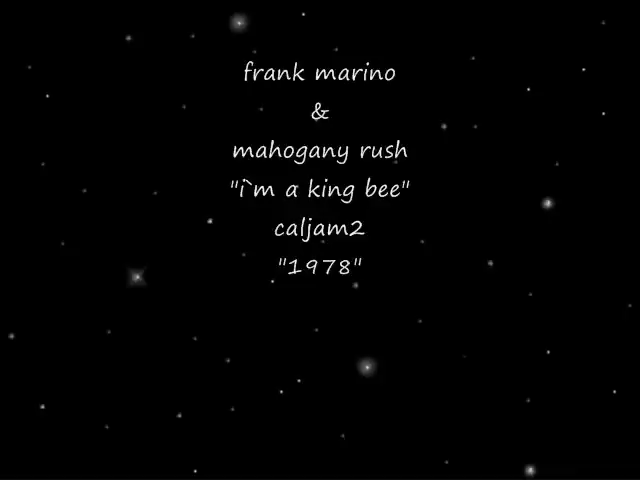 frank marino
&
mahogany rush
"i`m a king bee"
caljam2
"1978"